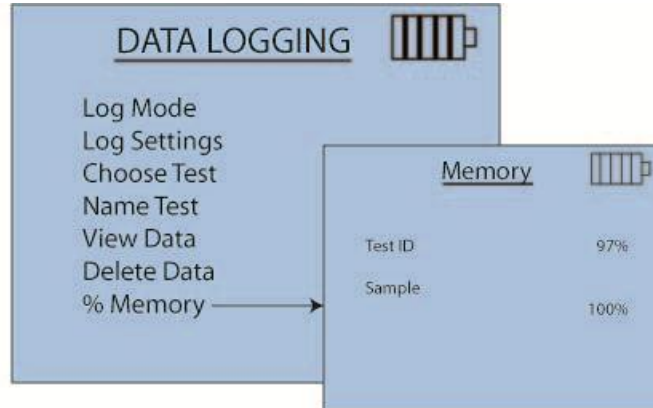 DATA LOGGING
Log Mode
Log Settings
Choose Test
Name Test
View Data
Delete Data
% Memory
Memory
Test ID 97%
Sample
100%